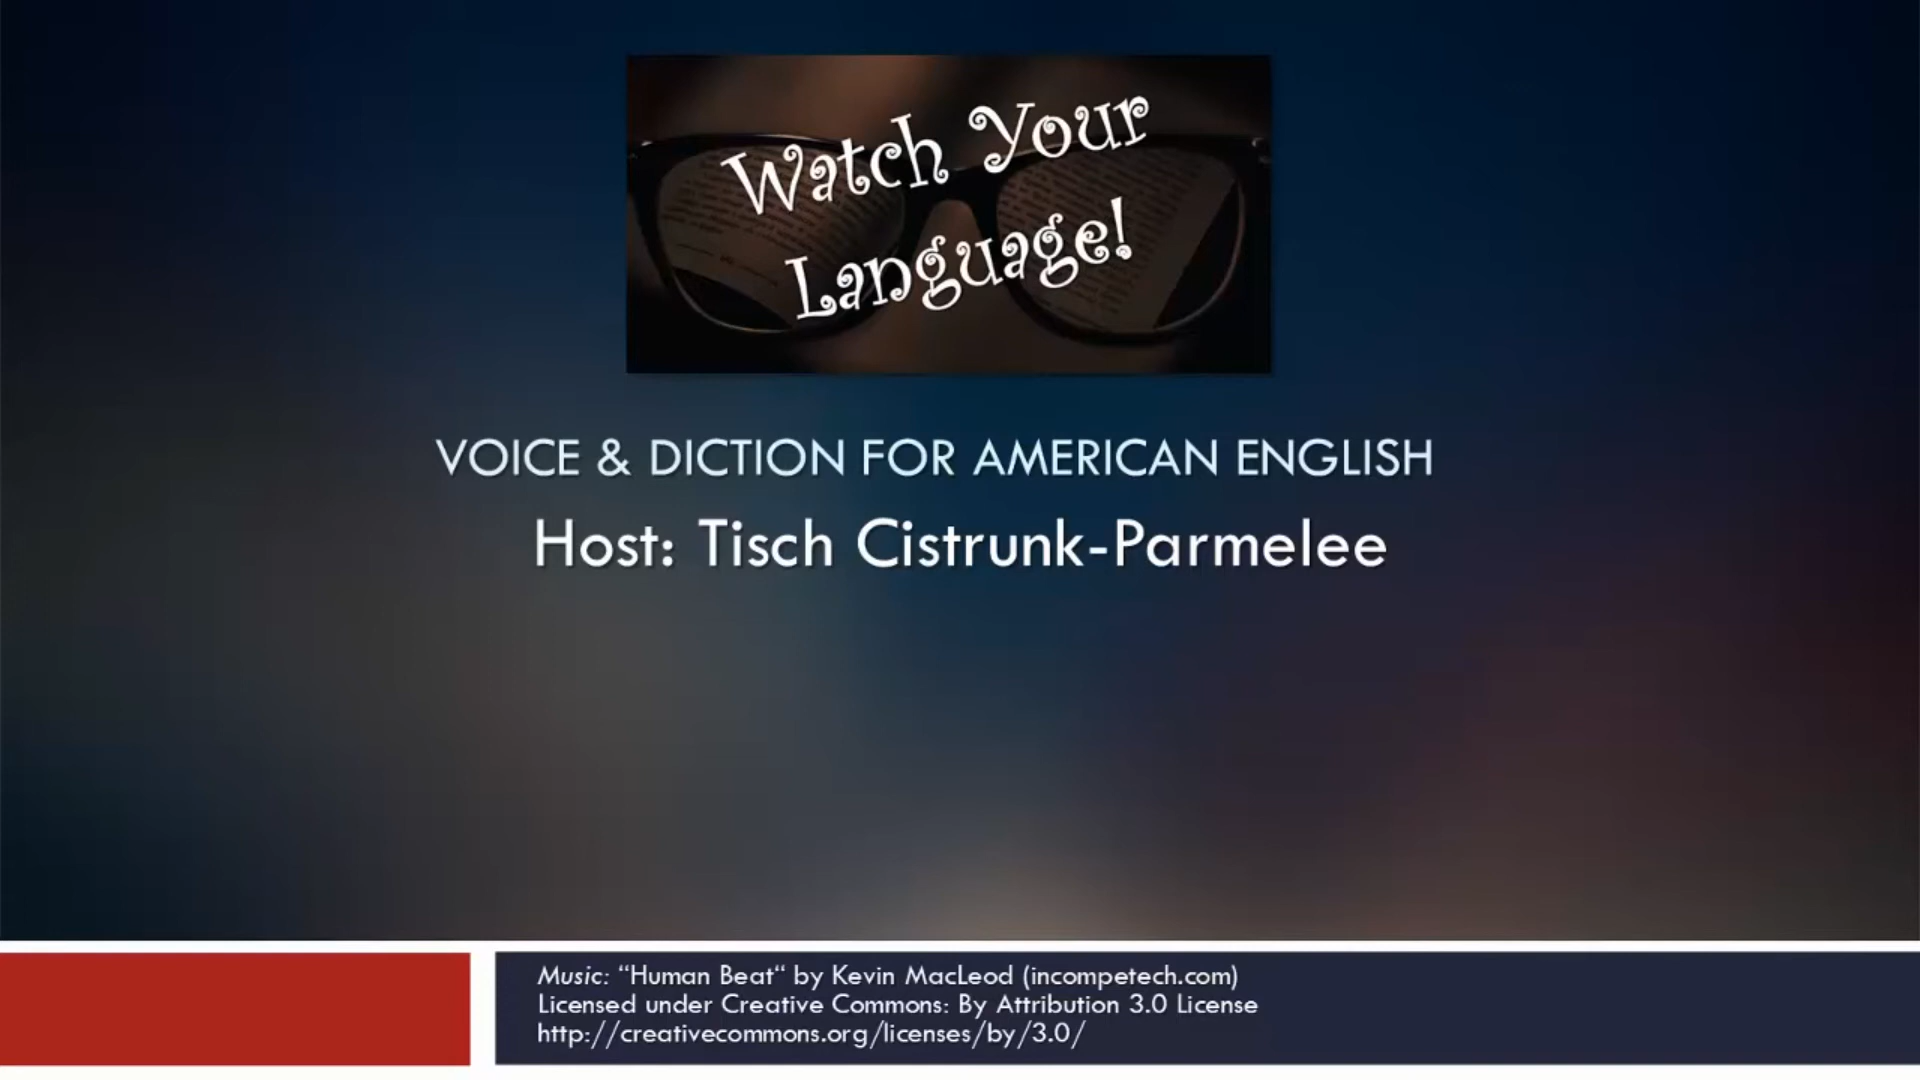 Watch Your
Language!
VOICE & DICTION FOR AMERICAN ENGLISH
Host: Tisch Cistrunk-Parmelee
Music: “Human Beat“ by Kevin MacLeod (incompetech.com)
Licensed under Creative Commons: By Attribution 3.0 License
http://creativecommons.org/licenses/by/3.0/